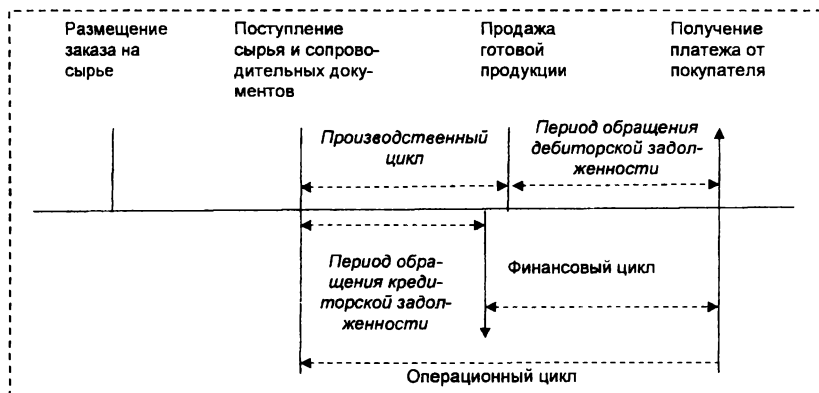 Размещение
заказа на
сырье
Поступление
сырья и сопрово-
дительных доку-
ментов
Продажа
готовой
продукции
Получение
платежа от
покупателя
Производственный
цикл
Период обращения
дебиторской задол-
женности
Период обра-
щения креди-
торской задол-
женности
Финансовый цикл
Операционный цикл